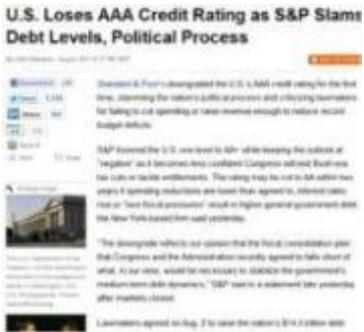 U.S. Loses AAA Credit Rating as S&P Slams
Debt Levels, Political Process
Standard & Poor's downgraded the U.S.'s AAA credit rating for the first
time, slamming the nation's political process and criticizing lawmakers
for failing to cut spending or raise revenue enough to reduce record
budget deficits.
S&P lowered the U.S. one level to AA+ while keeping the outlook at
"negative" as it becomes less confident Congress will end Bush-era
tax cuts or tackle entitlements. The rating may be cut to AA within two
years if spending reductions are lower than agreed to, interest rates
rise or "new fiscal pressures" result in higher general government debt,
the New York-based firm said yesterday.
"The downgrade reflects our opinion that the fiscal consolidation plan
that Congress and the Administration recently agreed to falls short of
what, in our view, would be necessary to stabilize the government's
medium-term debt dynamics," S&P said in a statement late yesterday
after markets closed.
Lawmakers agreed on Aug. 2 to raise the nation's $14.3 trillion debt